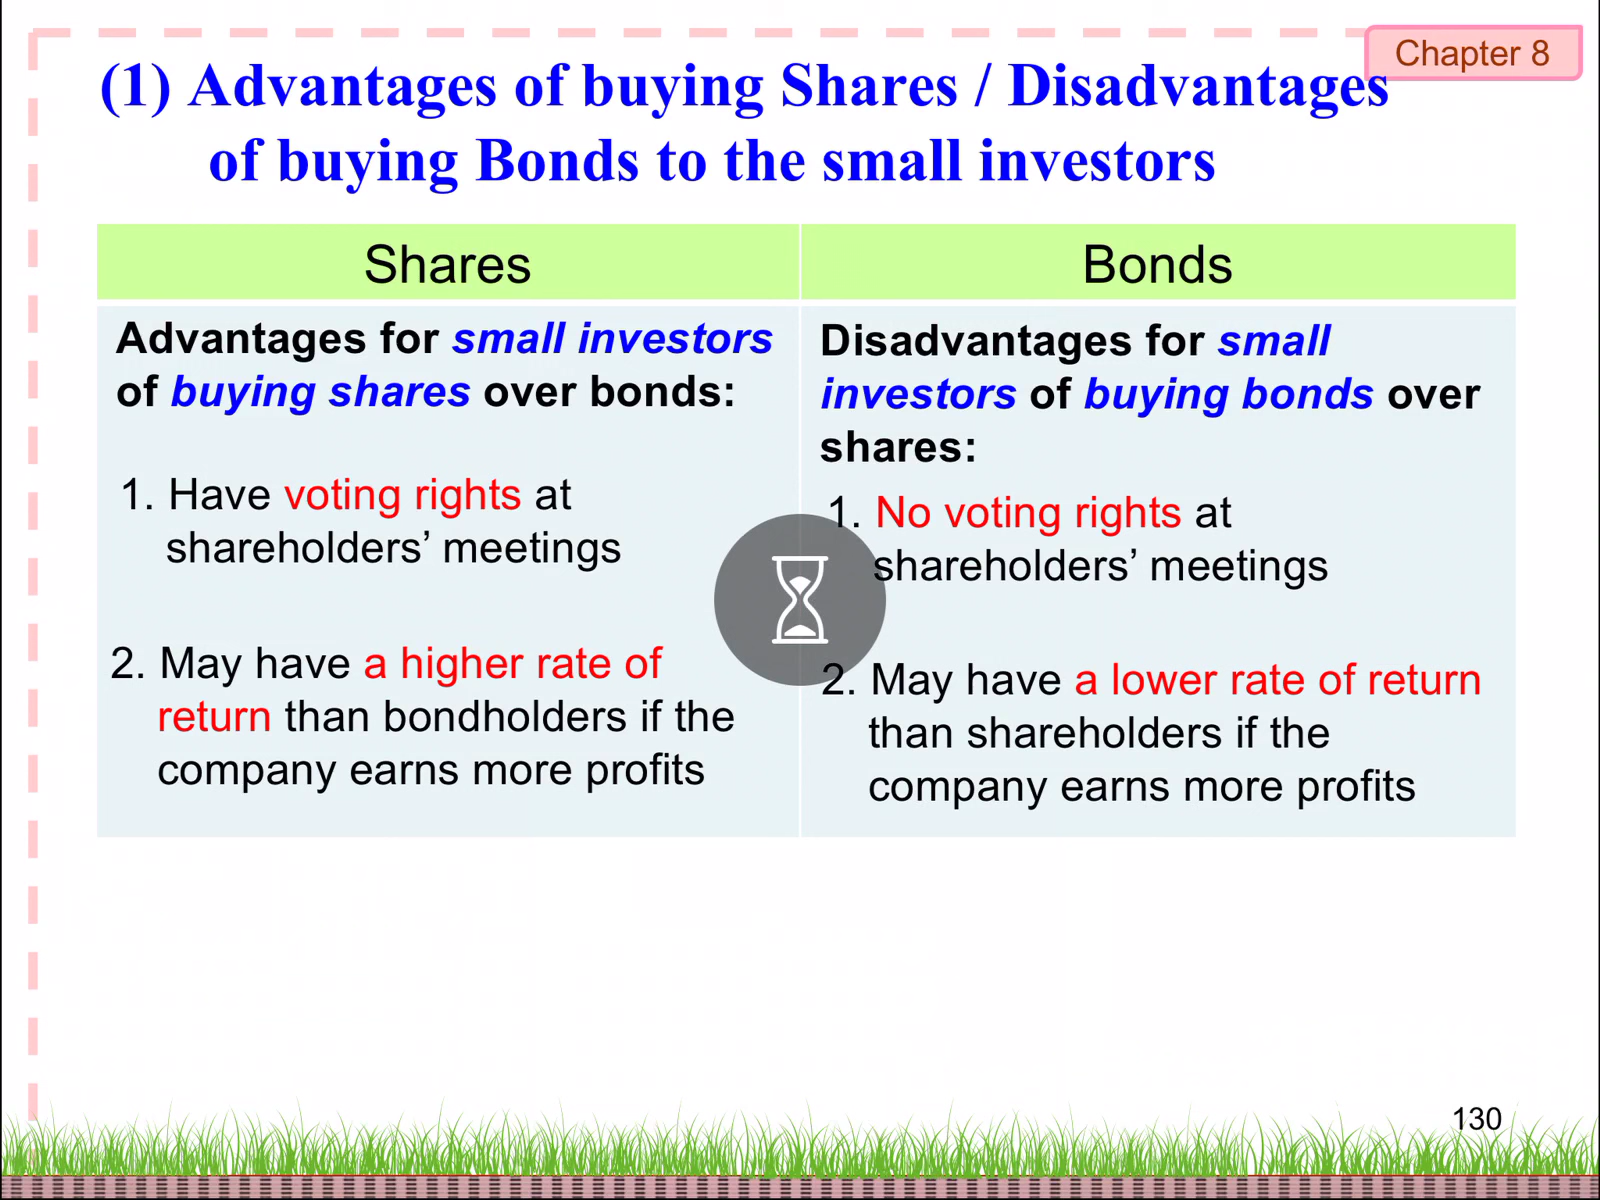 Chapter 8
(1) Advantages of buying Shares / Disadvantages
of buying Bonds to the small investors
Shares
Bonds
Advantages for small investors
of buying shares over bonds:
1. Have voting rights at
shareholders’ meetings
2. May have a higher rate of
return than bondholders if the
company earns more profits
Disadvantages for small
investors of buying bonds over
shares:
1. No voting rights at
shareholders’ meetings
2. May have a lower rate of return
than shareholders if the
company earns more profits
130